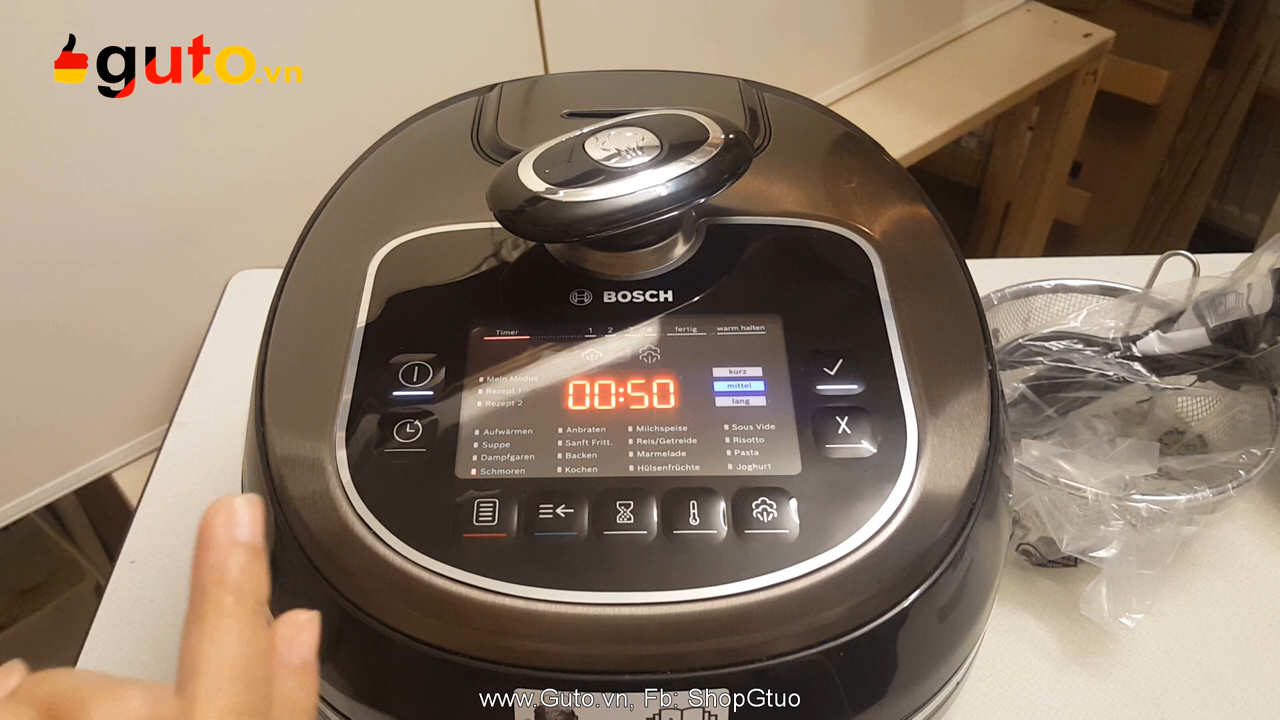 guto.vn
BOSCH
Timer 1 2 3 4 fertig warm halten
Mein Modus
Rezept 1
Rezept 2
00:50
kurz
mittel
lang
Aufwärmen
Suppe
Dampfgaren
Schmoren
Anbraten
Sanft Fritt.
Backen
Kochen
Milchspeise
Reis/Getreide
Marmelade
Hülsenfrüchte
Sous Vide
Risotto
Pasta
Joghurt
www.Guto.vn, Fb: ShopGtuo